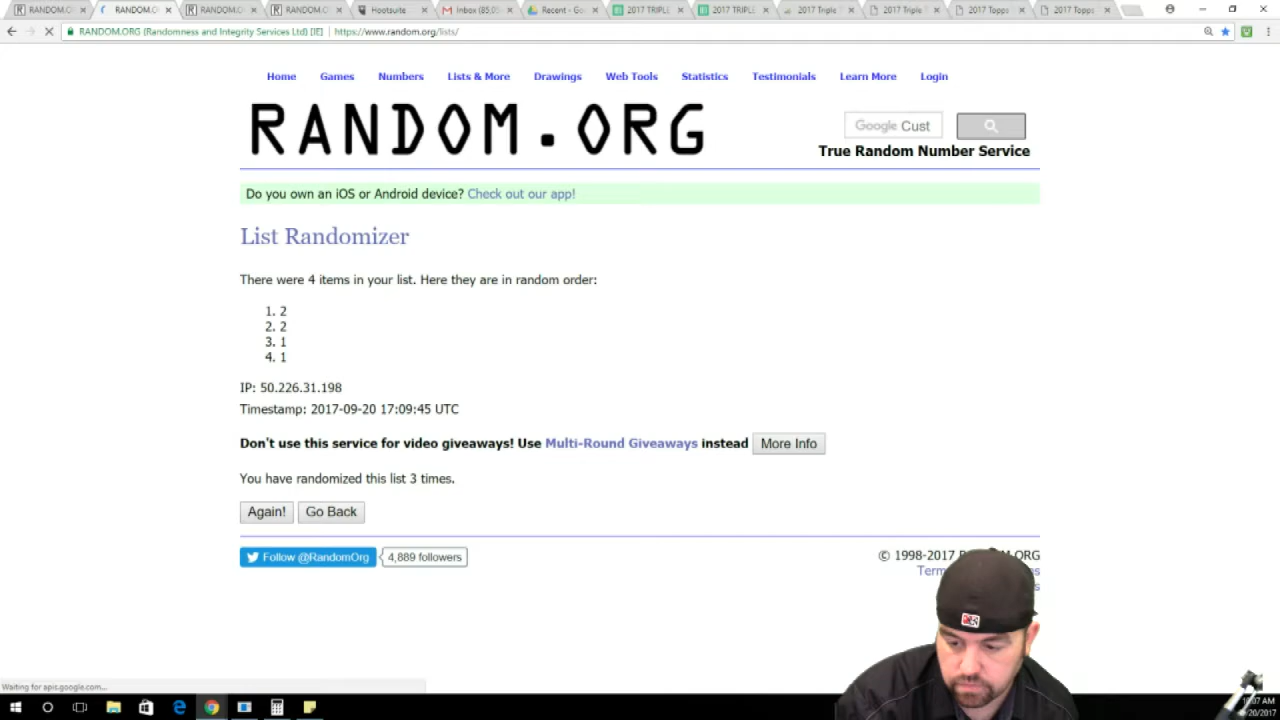 RANDOM.O
RANDOM.O
RANDOM.O
RANDOM.O
Hootsuite
Inbox (85,0
Recent - Go
2017 TRIPLE
2017 TRIPLE
2017 Triple
2017 Triple
2017 Topps
2017 Topps
RANDOM.ORG (Randomness and Integrity Services Ltd) [IE] https://www.random.org/lists/
Home Games Numbers Lists & More Drawings Web Tools Statistics Testimonials Learn More Login
RANDOM.ORG
Google Cust
True Random Number Service
Do you own an iOS or Android device? Check out our app!
List Randomizer
There were 4 items in your list. Here they are in random order:
1. 2
2. 2
3. 1
4. 1
IP: 50.226.31.198
Timestamp: 2017-09-20 17:09:45 UTC
Don't use this service for video giveaways! Use Multi-Round Giveaways instead More Info
You have randomized this list 3 times.
Again! Go Back
Follow @RandomOrg 4,889 followers
© 1998-2017 ORG
Waiting for apis.google.com...